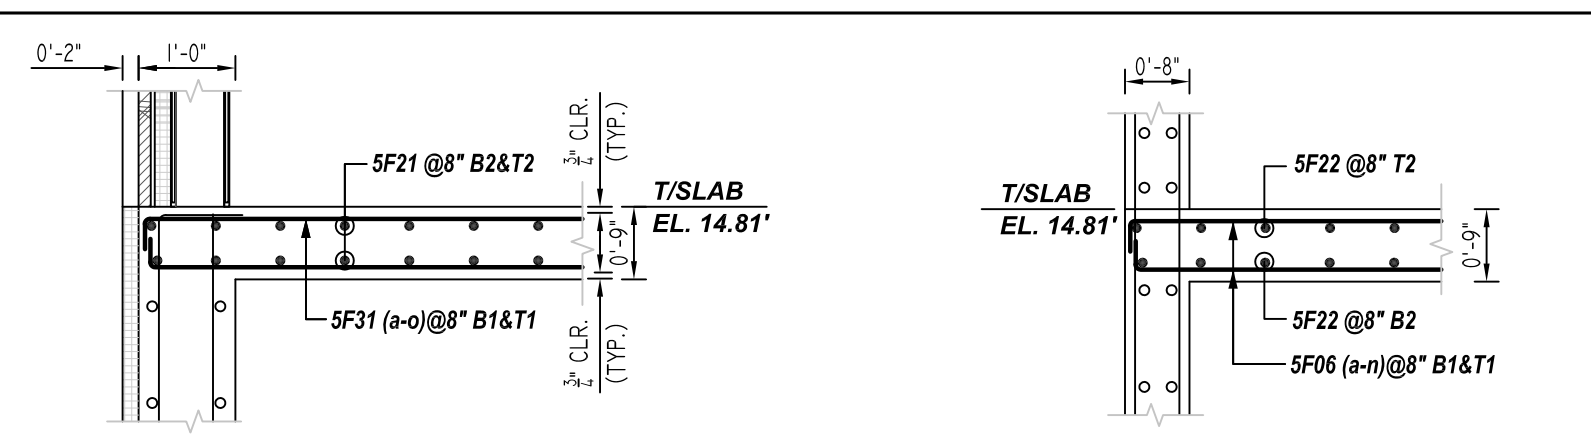 0'-2"
1'-0"
3/4" CLR.
(TYP.)
5F21 @8" B2&T2
T/SLAB
EL. 14.81'
0'-9"
5F31 (a-o)@8" B1&T1
3/4" CLR.
(TYP.)
0'-8"
5F22 @8" T2
T/SLAB
EL. 14.81'
0'-9"
5F22 @8" B2
5F06 (a-n)@8" B1&T1